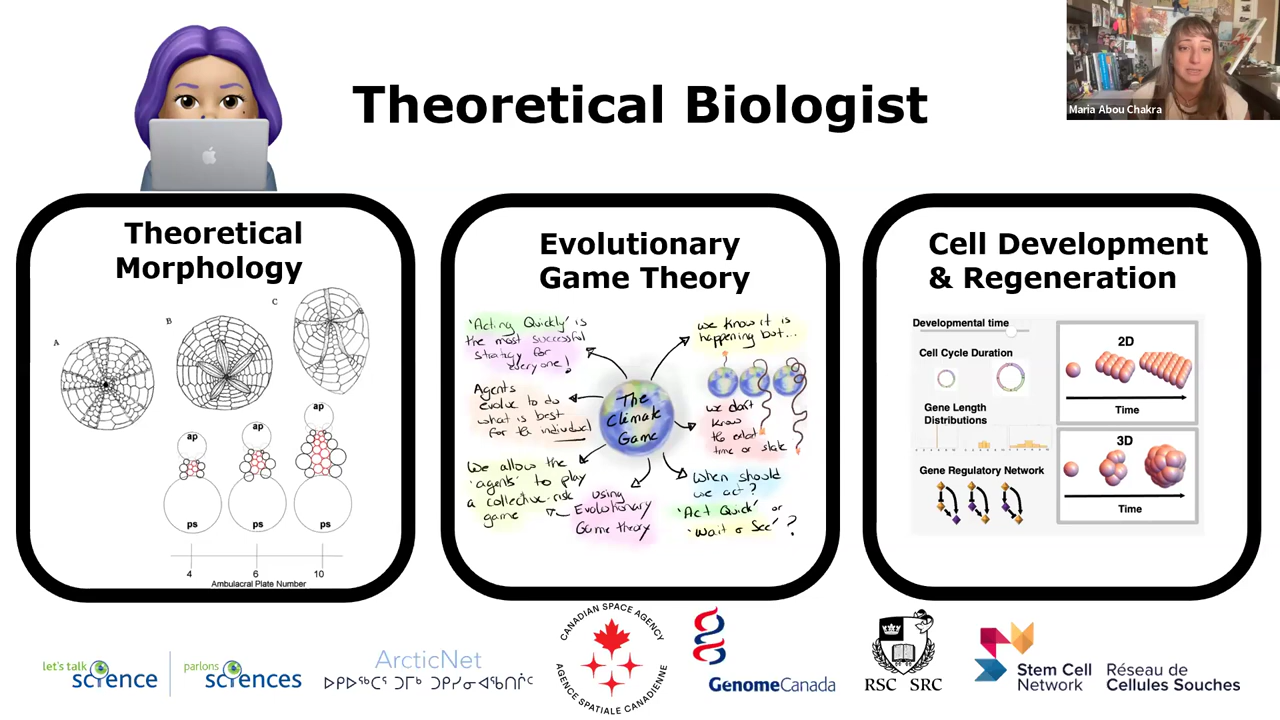 Theoretical Biologist
Maria Abou Chakra
Theoretical
Morphology
A
B
C
ap
ap
ap
ps
ps
ps
4
6
10
Ambulacral Plate Number
Evolutionary
Game Theory
'Acting Quickly' is
the most successful
strategy for
everyone!
we know it is
happening but...
Agents
evolve to do
what is best
for the individual
The
Climate
Game
we don't
know
the extent
time or state
We allow the
'agents' to play
a collective-risk
game
using
Evolutionary
Game theory
When should
we act?
'Act Quick' or
'Wait & See'?
Cell Development
& Regeneration
Developmental time
Cell Cycle Duration
Gene Length
Distributions
Gene Regulatory Network
2D
Time
3D
Time
let's talk
science
parlons
sciences
ArcticNet
ᐅᑭᐅᖅᑕᖅᑐᒥᒃ ᑐᑭᓯᓂᐊᖃᑎᒌᑦ
CANADIAN SPACE AGENCY
AGENCE SPATIALE CANADIENNE
GenomeCanada
RSC SRC
Stem Cell
Network
Réseau de
Cellules Souches